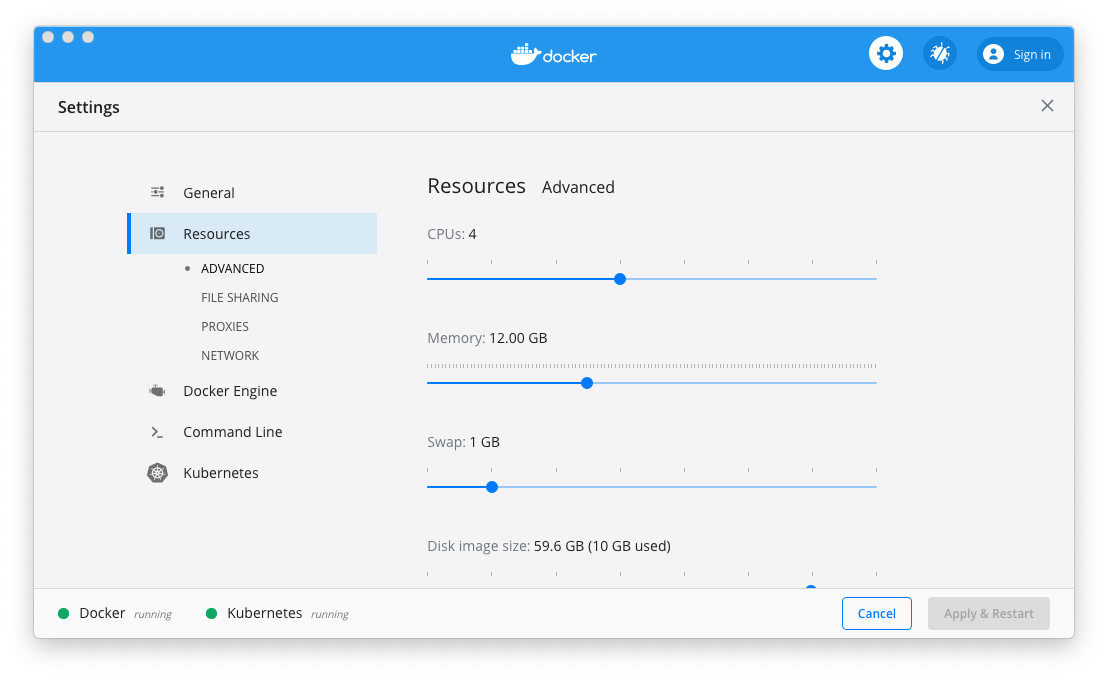 docker
Sign in
Settings
General
Resources
ADVANCED
FILE SHARING
PROXIES
NETWORK
Docker Engine
Command Line
Kubernetes
Resources Advanced
CPUs: 4
Memory: 12.00 GB
Swap: 1 GB
Disk image size: 59.6 GB (10 GB used)
Docker running Kubernetes running
Cancel
Apply & Restart